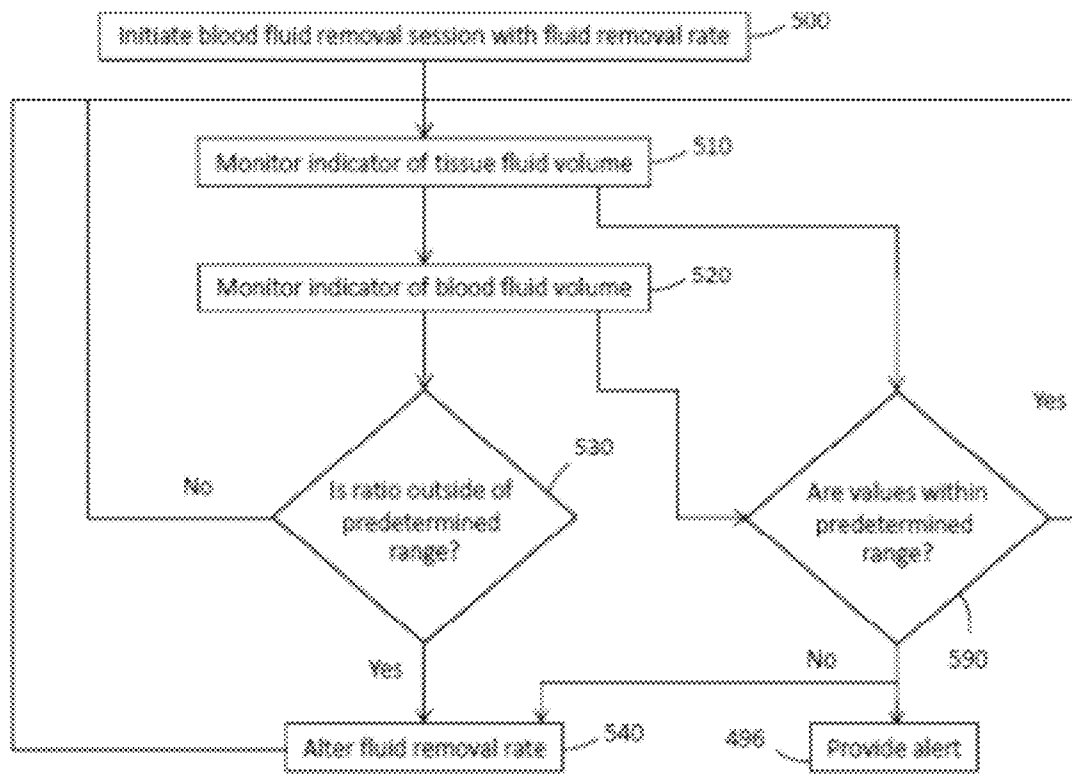 Initiate blood fluid removal session with fluid removal rate
500
Monitor indicator of tissue fluid volume
510
Monitor indicator of blood fluid volume
520
Yes
530
No
Is ratio outside of
predetermined
range?
Are values within
predetermined
range?
Yes
No
590
Alter fluid removal rate
540
496
Provide alert